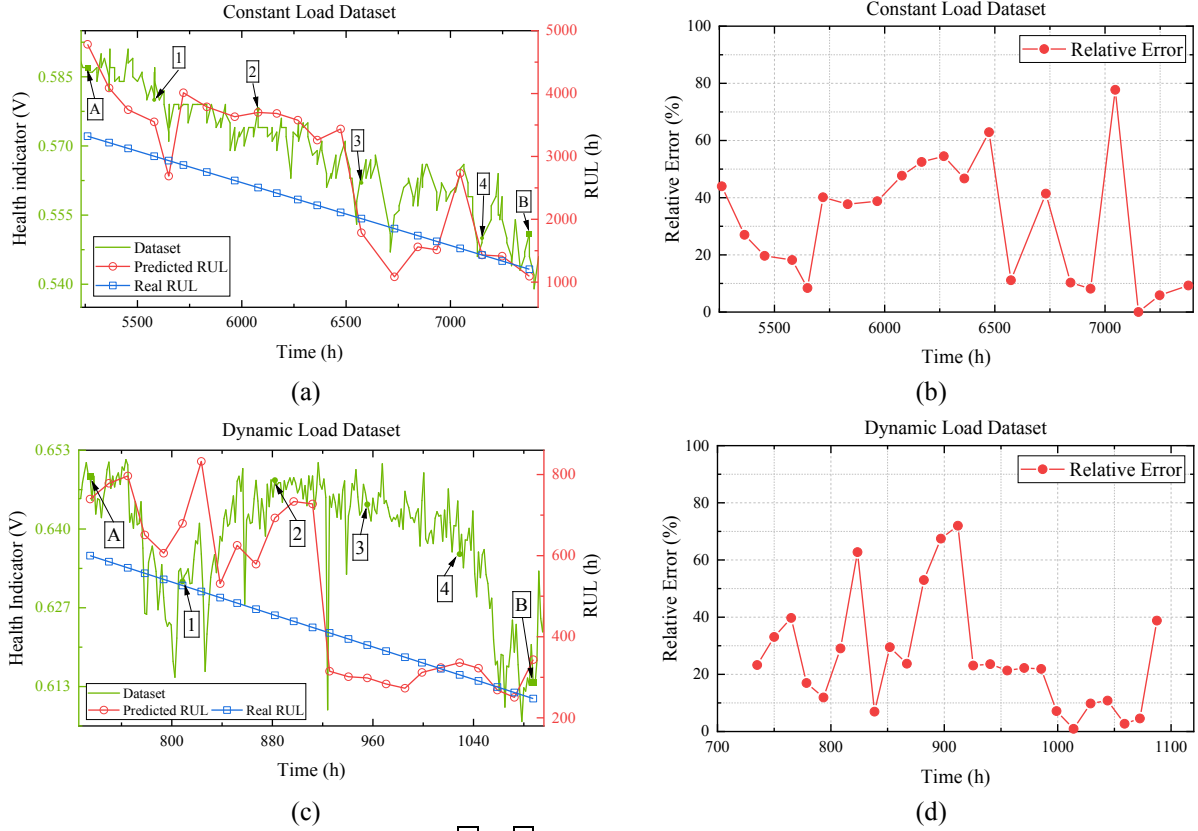 Constant Load Dataset
Health indicator (V)
0.585
0.570
0.555
0.540
5000
4000
3000
2000
1000
RUL (h)
A
1
2
3
4
B
Dataset
Predicted RUL
Real RUL
5500 6000 6500 7000
Time (h)
(a)
Constant Load Dataset
Relative Error (%)
100
80
60
40
20
0
Relative Error
5500 6000 6500 7000
Time (h)
(b)
Dynamic Load Dataset
Health Indicator (V)
0.653
0.640
0.627
0.613
800
600
400
200
RUL (h)
A
1
2
3
4
B
Dataset
Predicted RUL Real RUL
800 880 960 1040
Time (h)
(c)
Dynamic Load Dataset
Relative Error (%)
100
80
60
40
20
0
Relative Error
700 800 900 1000 1100
Time (h)
(d)